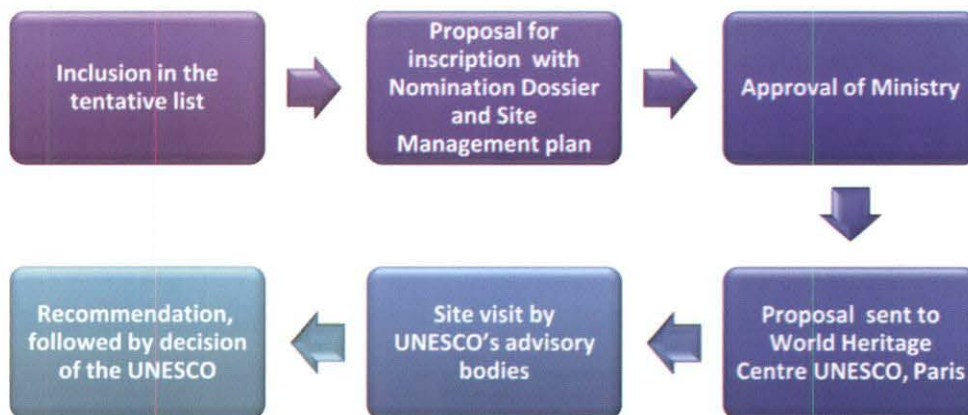 Inclusion in the
tentative list
Proposal for
inscription with
Nomination Dossier
and Site
Management plan
Approval of Ministry
Proposal sent to
World Heritage
Centre UNESCO, Paris
Site visit by
UNESCO's advisory
bodies
Recommendation,
followed by decision
of the UNESCO